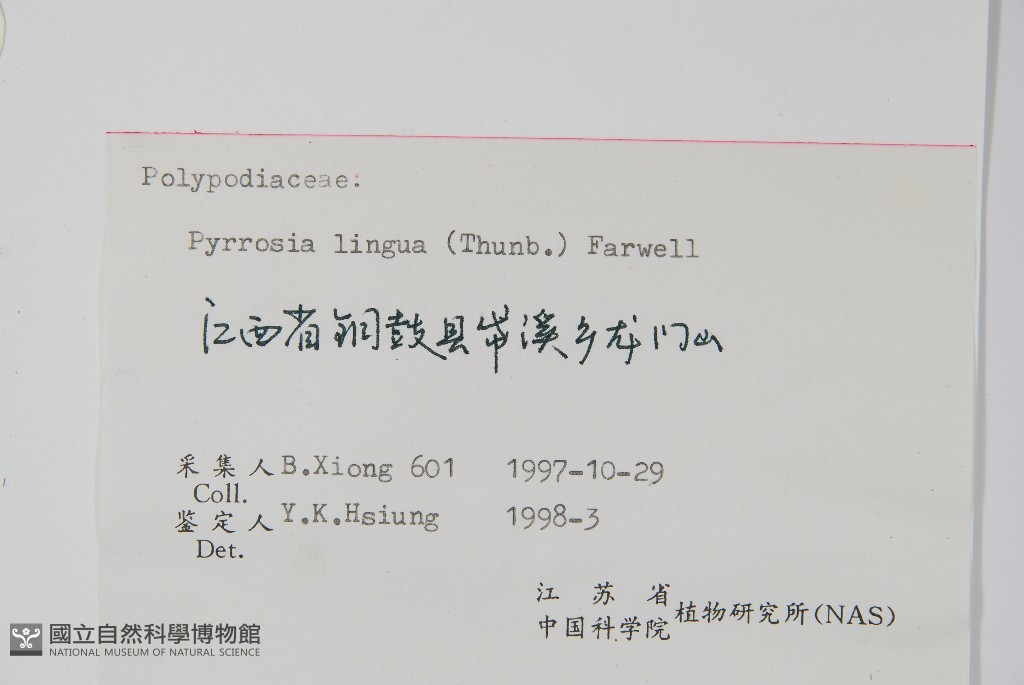 Polypodiaceae:
Pyrrosia lingua (Thunb.) Farwell
江西省铜鼓县带溪乡龙门山
采集人 B.Xiong 601 1997-10-29
Coll.
鉴定人 Y.K.Hsiung 1998-3
Det.
江苏省
中国科学院 植物研究所(NAS)
國立自然科學博物館
NATIONAL MUSEUM OF NATURAL SCIENCE